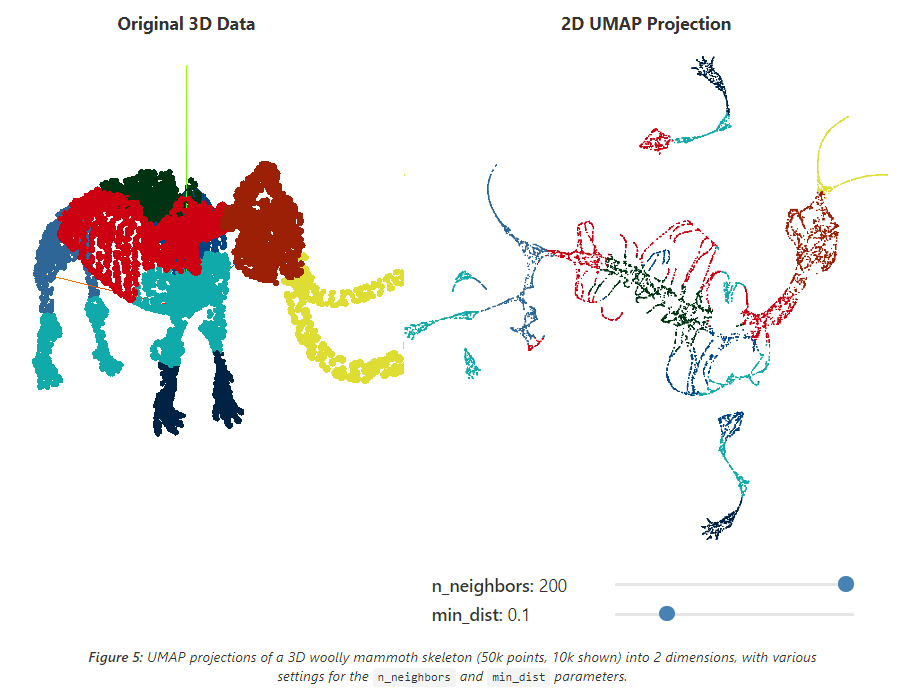 Original 3D Data
2D UMAP Projection
n_neighbors: 200
min_dist: 0.1
Figure 5: UMAP projections of a 3D woolly mammoth skeleton (50k points, 10k shown) into 2 dimensions, with various
settings for the n_neighbors and min_dist parameters.